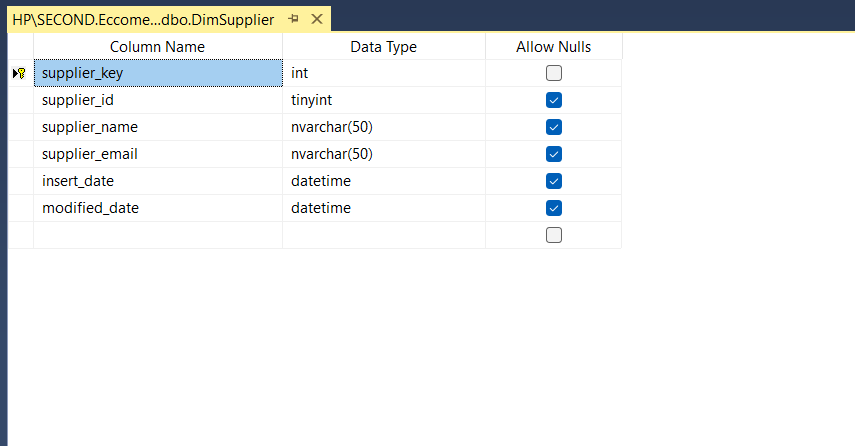 HP\SECOND.Eccome...dbo.DimSupplier
Column Name Data Type Allow Nulls
supplier_key int
supplier_id tinyint
supplier_name nvarchar(50)
supplier_email nvarchar(50)
insert_date datetime
modified_date datetime